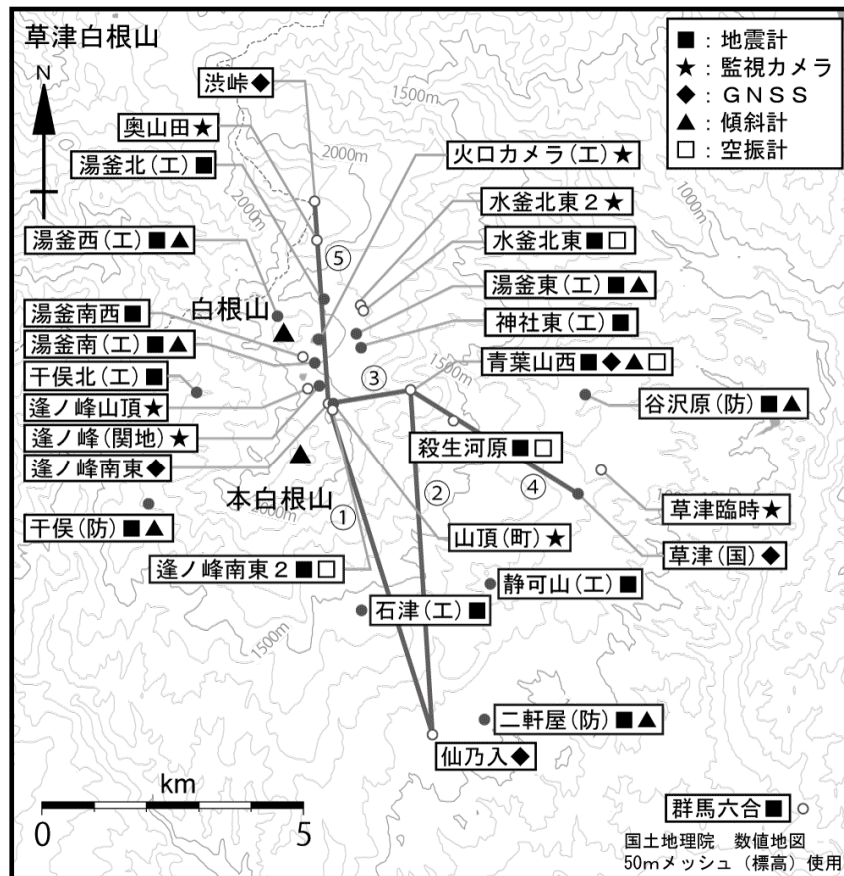 草津白根山
N
■：地震計
★：監視カメラ
◆：ＧＮＳＳ
▲：傾斜計
□：空振計
渋峠◆
奥山田★
湯釜北(工)■
湯釜西(工)■▲
白根山
湯釜南西■
湯釜南(工)■▲
干俣北(工)■
逢ノ峰山頂★
逢ノ峰(関地)★
逢ノ峰南東◆
本白根山
干俣(防)■▲
逢ノ峰南東２■□
火口カメラ(工)★
水釜北東２★
水釜北東■□
湯釜東(工)■▲
神社東(工)■
青葉山西■◆▲□
谷沢原(防)■▲
殺生河原■□
草津臨時★
草津(国)◆
山頂(町)★
静可山(工)■
石津(工)■
二軒屋(防)■▲
仙乃入◆
群馬六合■
①
②
③
④
⑤
1500m
2000m
2000m
1000m
1500m
1500m
km
0
5
国土地理院　数値地図
50mメッシュ（標高）使用